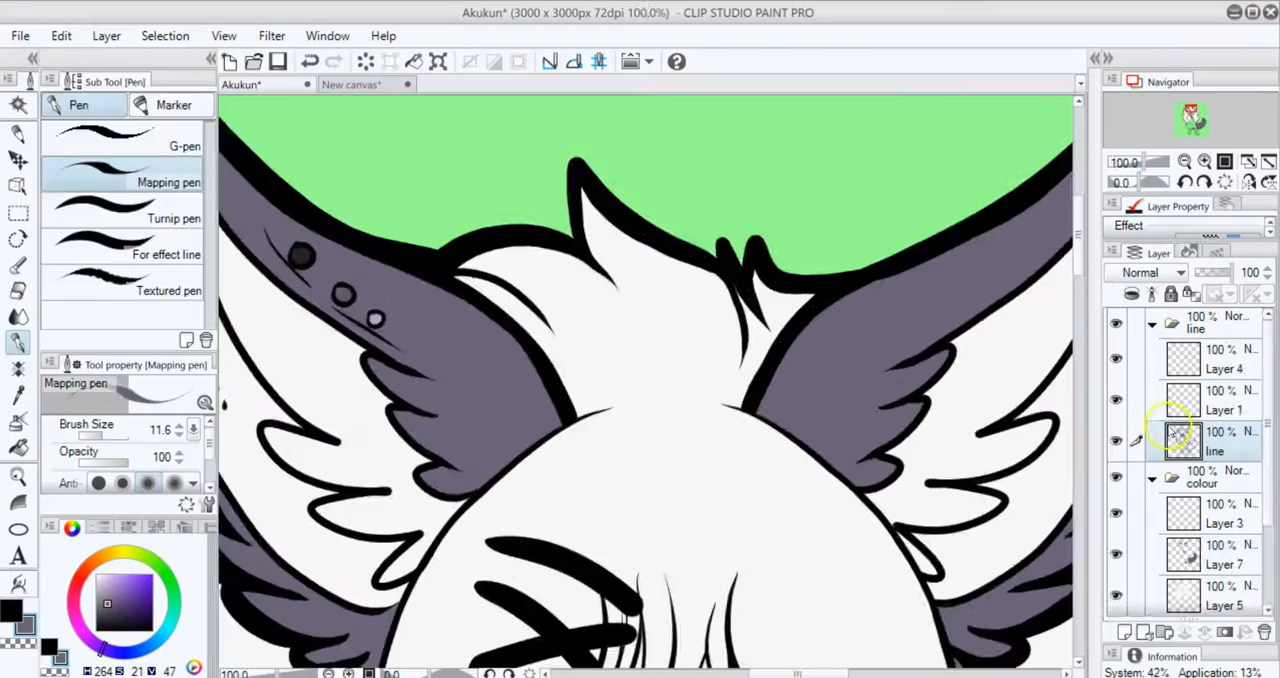 Akukun* (3000 x 3000px 72dpi 100.0%) - CLIP STUDIO PAINT PRO
File Edit Layer Selection View Filter Window Help
Sub Tool [Pen]
Akukun* New canvas*
Navigator
Pen Marker
G-pen
Mapping pen
Turnip pen
For effect line
Textured pen
100.0
0.0
Layer Property
Effect
Layer
Normal 100
100 % Nor...
line
100 % N...
Layer 4
100 % N...
Layer 1
100 % N...
line
100 % Nor...
colour
100 % N...
Layer 3
100 % N...
Layer 7
100 % N...
Layer 5
Tool property [Mapping pen]
Mapping pen
Brush Size 11.6
Opacity 100
Anti-
A
H 264 S 21 V 47
100.0 0.0
Information
System: 42% Application: 13%